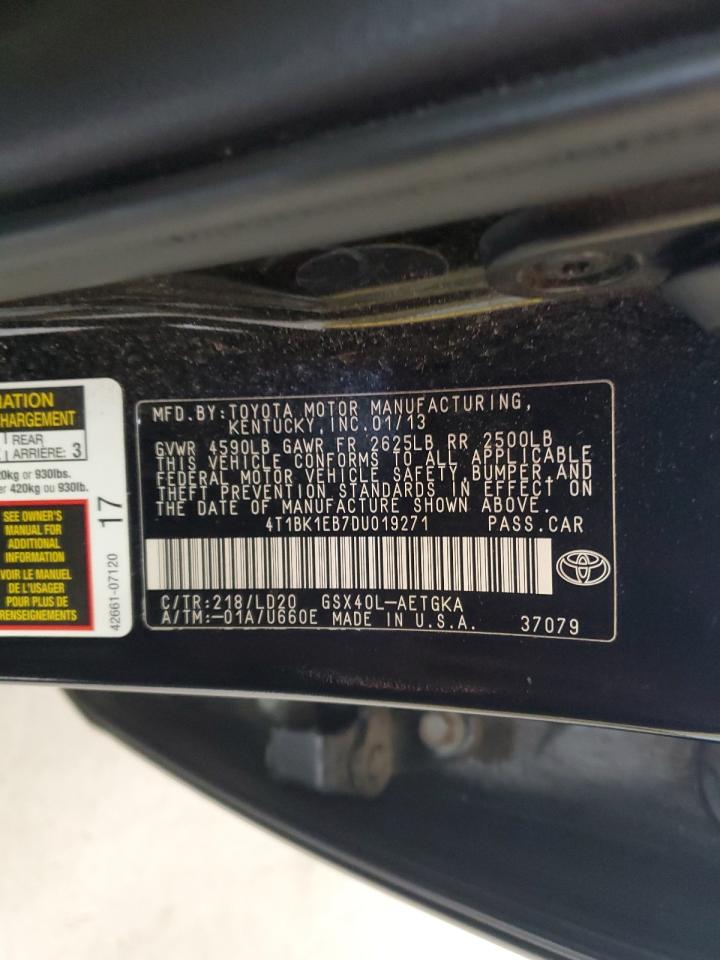 MFD.BY:TOYOTA MOTOR MANUFACTURING,
KENTUCKY,INC.01/13
GVWR 4590LB GAWR FR 2625LB RR 2500LB
THIS VEHICLE CONFORMS TO ALL APPLICABLE
FEDERAL MOTOR VEHICLE SAFETY,BUMPER,AND
THEFT PREVENTION STANDARDS IN EFFECT ON
THE DATE OF MANUFACTURE SHOWN ABOVE.
4T1BK1EB7DU019271 PASS.CAR
C/TR:218/LD20 GSX40L-AETGKA
A/TM:-01A/U660E MADE IN U.S.A. 37079
REAR
ARRIÈRE 3
or 930lbs.
420kg ou 930lb.
SEE OWNER'S
MANUAL FOR
ADDITIONAL
INFORMATION
VOIR LE MANUEL
DE L'USAGER
POUR PLUS DE
RENSEIGNEMENTS
17
42661-07120